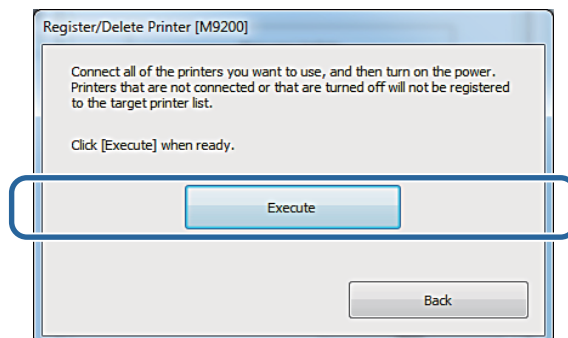 Register/Delete Printer [M9200]
Connect all of the printers you want to use, and then turn on the power.
Printers that are not connected or that are turned off will not be registered
to the target printer list.
Click [Execute] when ready.
Execute
Back